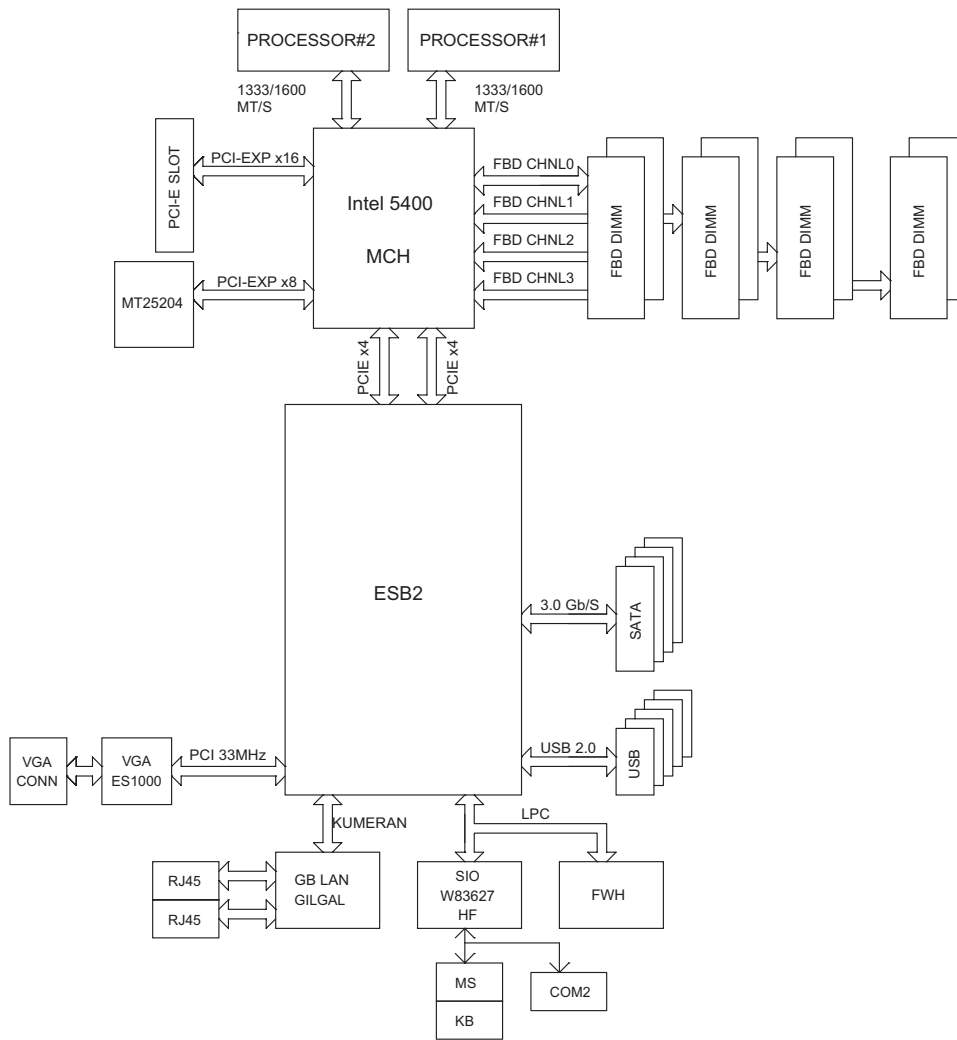 PROCESSOR#2
PROCESSOR#1
1333/1600
MT/S
1333/1600
MT/S
PCI-E SLOT
PCI-EXP x16
Intel 5400
MCH
FBD CHNL0
FBD CHNL1
FBD CHNL2
FBD CHNL3
FBD DIMM
FBD DIMM
FBD DIMM
FBD DIMM
MT25204
PCI-EXP x8
PCIE x4
PCIE x4
ESB2
3.0 Gb/S
SATA
USB 2.0
USB
VGA
CONN
VGA
ES1000
PCI 33MHz
KUMERAN
LPC
RJ45
RJ45
GB LAN
GILGAL
SIO
W83627
HF
FWH
MS
KB
COM2